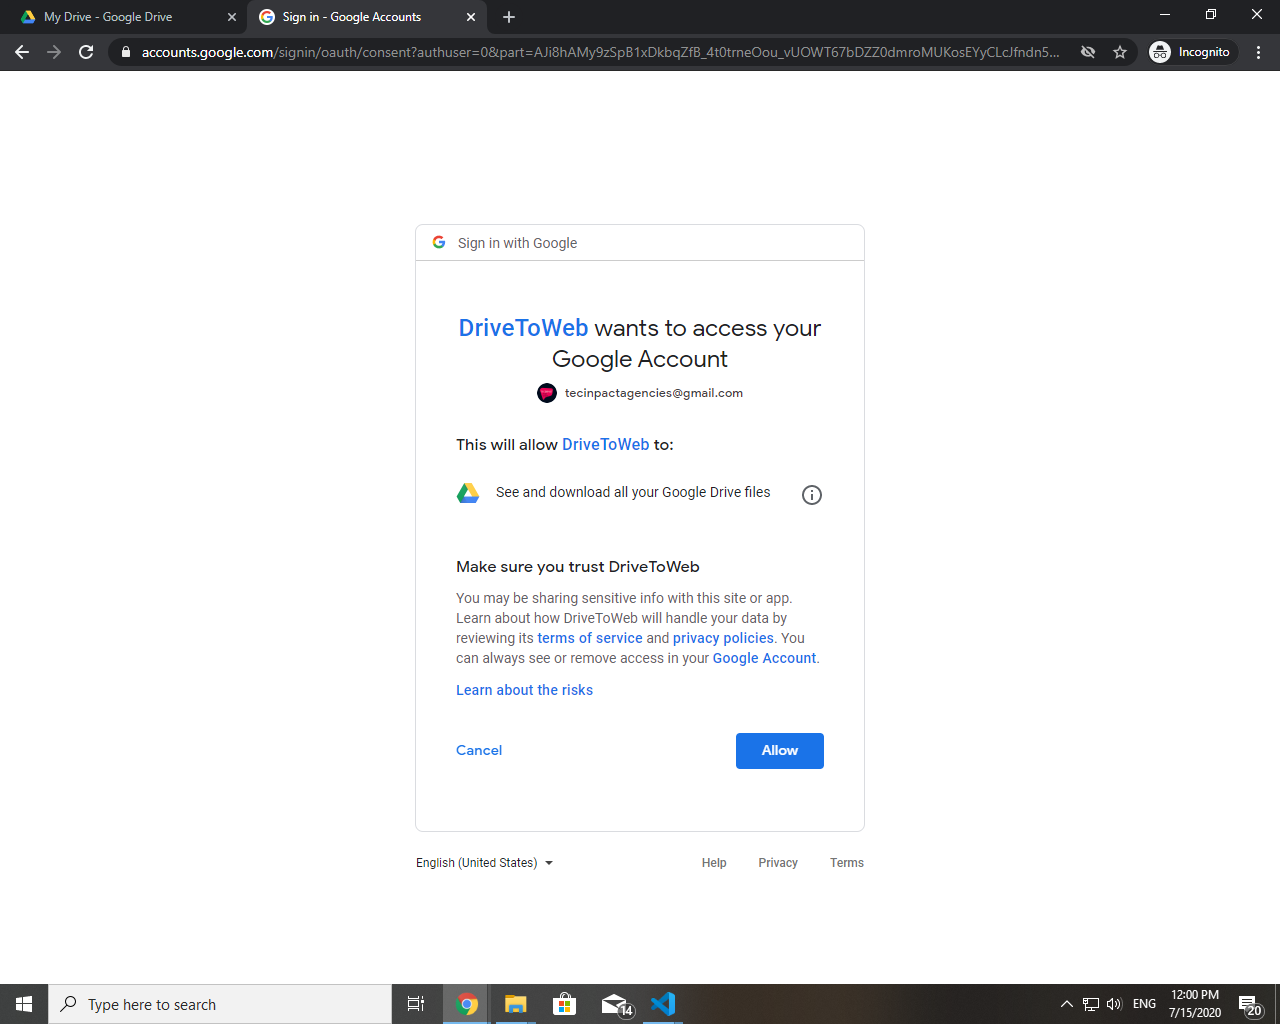 My Drive - Google Drive
Sign in - Google Accounts
accounts.google.com/signin/oauth/consent?authuser=0&part=AJi8hAMy9zSpB1xDkbqZfB_4t0trneOou_vUOWT67bDZZ0dmroMUKosEYyCLcJfndn5...
Incognito
Sign in with Google
DriveToWeb wants to access your
Google Account
tecinpactagencies@gmail.com
This will allow DriveToWeb to:
See and download all your Google Drive files
Make sure you trust DriveToWeb
You may be sharing sensitive info with this site or app.
Learn about how DriveToWeb will handle your data by
reviewing its terms of service and privacy policies. You
can always see or remove access in your Google Account.
Learn about the risks
Cancel
Allow
English (United States)
Help
Privacy
Terms
Type here to search
14
ENG
12:00 PM
7/15/2020
20